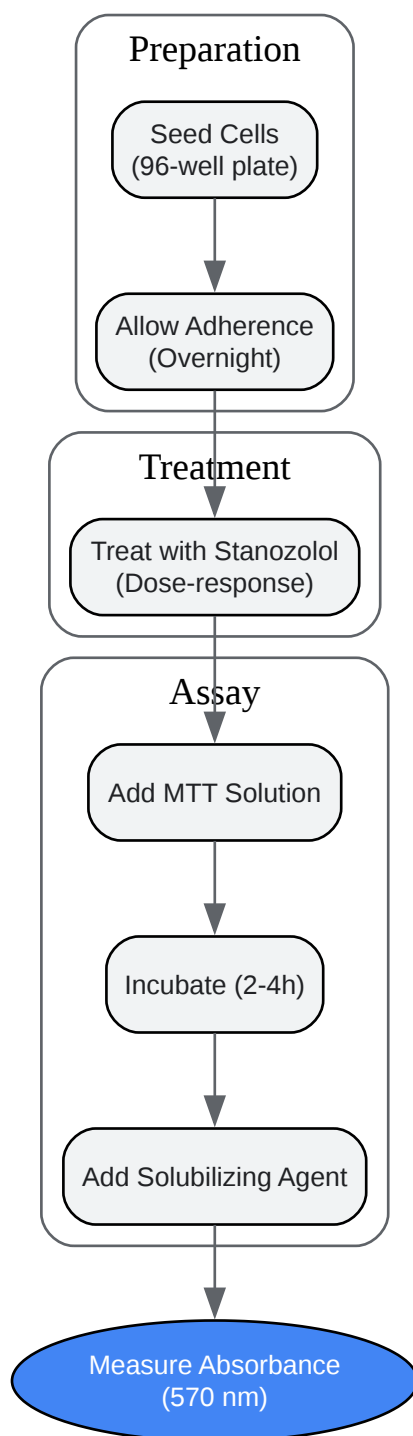 Preparation
Seed Cells
(96-well plate)
Allow Adherence
(Overnight)
Treatment
Treat with Stanozolol
(Dose-response)
Assay
Add MTT Solution
Incubate (2-4h)
Add Solubilizing Agent
Measure Absorbance
(570 nm)